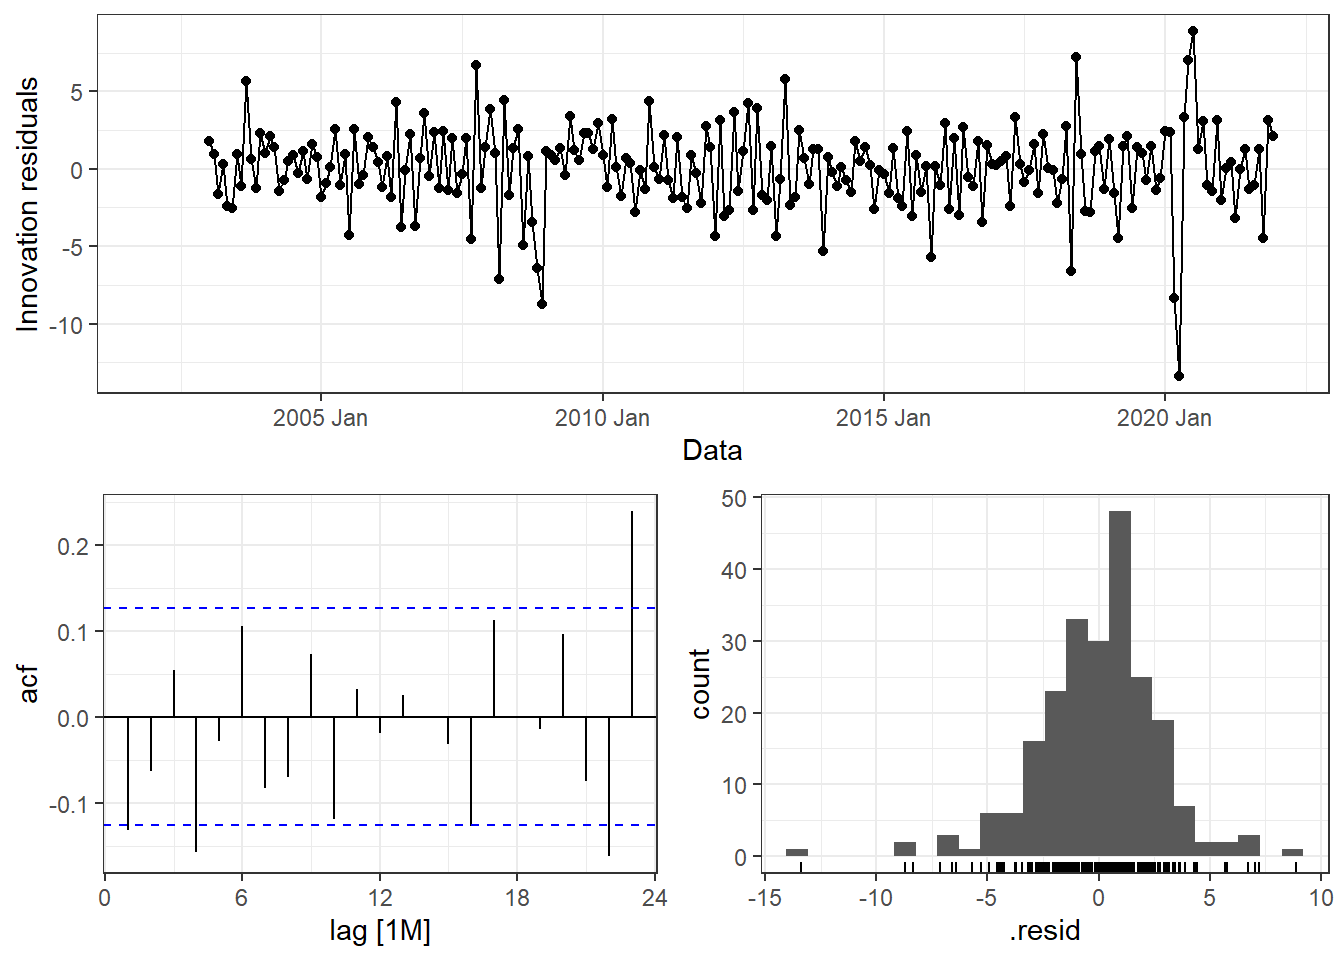 Innovation residuals
5
0
-5
-10
2005 Jan 2010 Jan 2015 Jan 2020 Jan
Data
acf
0.2
0.1
0.0
-0.1
0 6 12 18 24
lag [1M]
count
50
40
30
20
10
0
-15 -10 -5 0 5 10
.resid